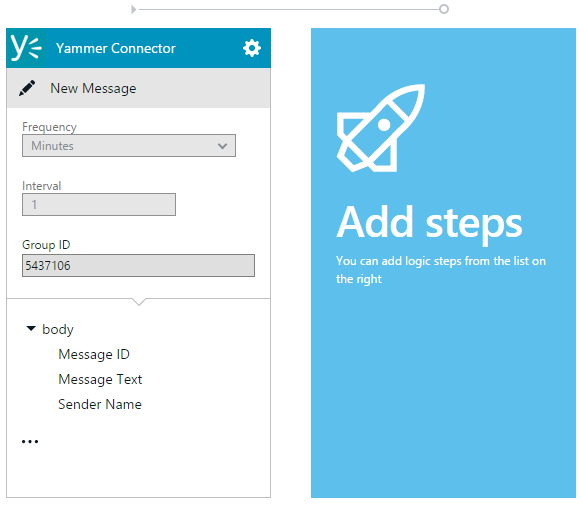 Yammer Connector
New Message
Frequency
Minutes
Interval
1
Group ID
5437106
body
Message ID
Message Text
Sender Name
...
Add steps
You can add logic steps from the list on
the right